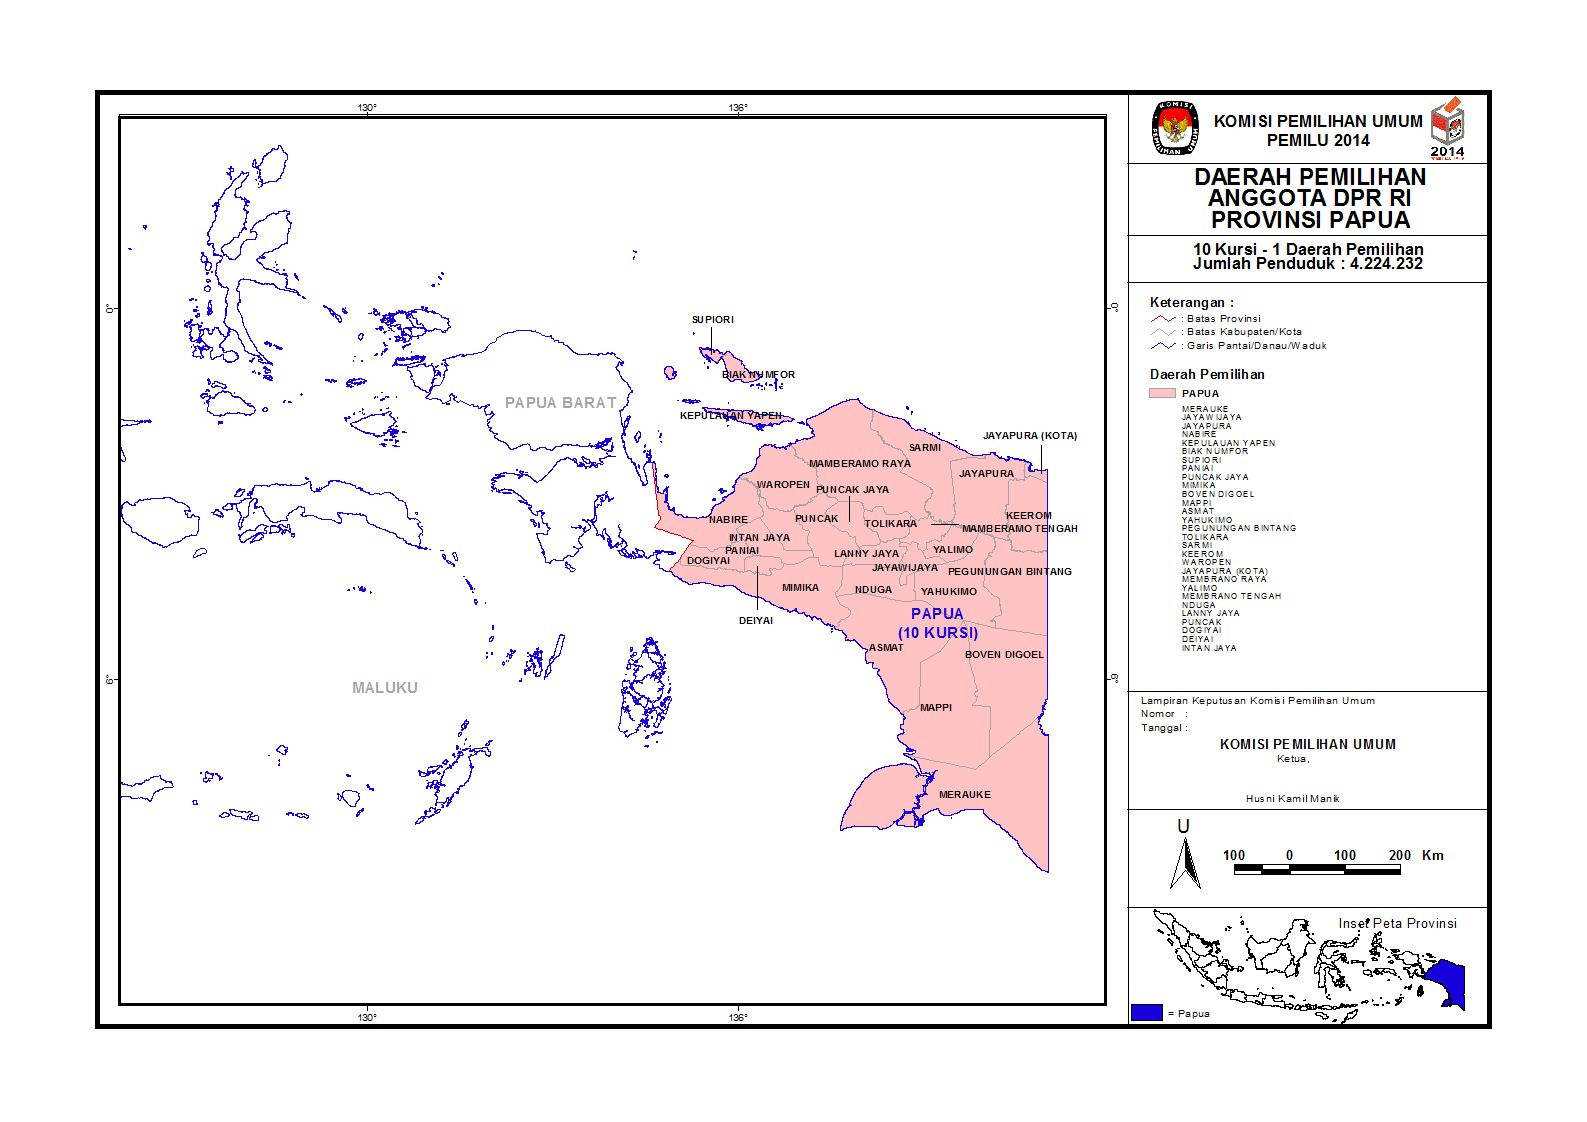 130°
136°
0°
0°
6°
6°
130°
136°
SUPIORI
BIAK NUMFOR
PAPUA BARAT
KEPULAUAN YAPEN
JAYAPURA (KOTA)
SARMI
MAMBERAMO RAYA
JAYAPURA
WAROPEN
PUNCAK JAYA
NABIRE
PUNCAK
TOLIKARA
KEEROM
MAMBERAMO TENGAH
INTAN JAYA
PANIAI
DOGIYAI
LANNY JAYA
YALIMO
JAYAWIJAYA
PEGUNUNGAN BINTANG
MIMIKA
NDUGA
YAHUKIMO
DEIYAI
PAPUA
(10 KURSI)
ASMAT
BOVEN DIGOEL
MALUKU
MAPPI
MERAUKE
KOMISI
PEMILIHAN UMUM
KOMISI PEMILIHAN UMUM
PEMILU 2014
2014
DAERAH PEMILIHAN
ANGGOTA DPR RI
PROVINSI PAPUA
10 Kursi - 1 Daerah Pemilihan
Jumlah Penduduk : 4.224.232
Keterangan :
: Batas Provinsi
: Batas Kabupaten/Kota
: Garis Pantai/Danau/Waduk
Daerah Pemilihan
PAPUA
MERAUKE
JAYAWIJAYA
JAYAPURA
NABIRE
KEPULAUAN YAPEN
BIAK NUMFOR
SUPIORI
PANIAI
PUNCAK JAYA
MIMIKA
BOVEN DIGOEL
MAPPI
ASMAT
YAHUKIMO
PEGUNUNGAN BINTANG
TOLIKARA
SARMI
KEEROM
WAROPEN
JAYAPURA (KOTA)
MEMBRANO RAYA
YALIMO
MEMBRANO TENGAH
NDUGA
LANNY JAYA
PUNCAK
DOGIYAI
DEIYAI
INTAN JAYA
Lampiran Keputusan Komisi Pemilihan Umum
Nomor :
Tanggal :
KOMISI PEMILIHAN UMUM
Ketua,
Husni Kamil Manik
U
100 0 100 200 Km
Inset Peta Provinsi
= Papua